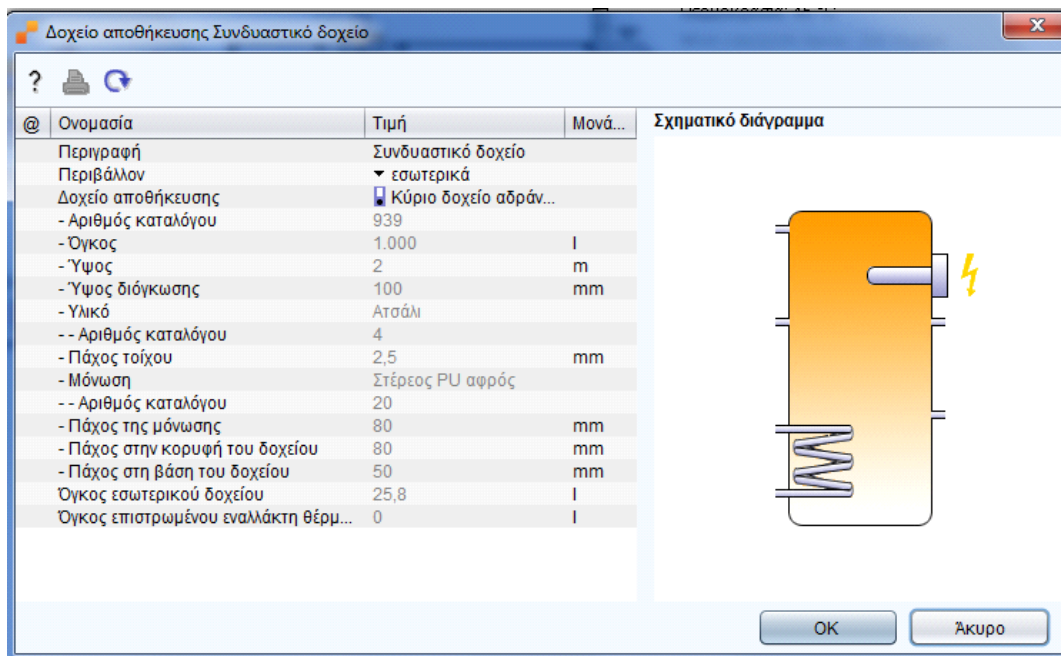 Δοχείο αποθήκευσης Συνδυαστικό δοχείο
@ Ονομασία Τιμή Μονά... Σχηματικό διάγραμμα
Περιγραφή Συνδυαστικό δοχείο
Περιβάλλον εσωτερικά
Δοχείο αποθήκευσης Κύριο δοχείο αδράν...
- Αριθμός καταλόγου 939
- Όγκος 1.000 l
- Ύψος 2 m
- Ύψος διόγκωσης 100 mm
- Υλικό Ατσάλι
- - Αριθμός καταλόγου 4
- Πάχος τοίχου 2,5 mm
- Μόνωση Στέρεος PU αφρός
- - Αριθμός καταλόγου 20
- Πάχος της μόνωσης 80 mm
- Πάχος στην κορυφή του δοχείου 80 mm
- Πάχος στη βάση του δοχείου 50 mm
Όγκος εσωτερικού δοχείου 25,8 l
Όγκος επιστρωμένου εναλλάκτη θέρμ... 0 l
OK Άκυρο